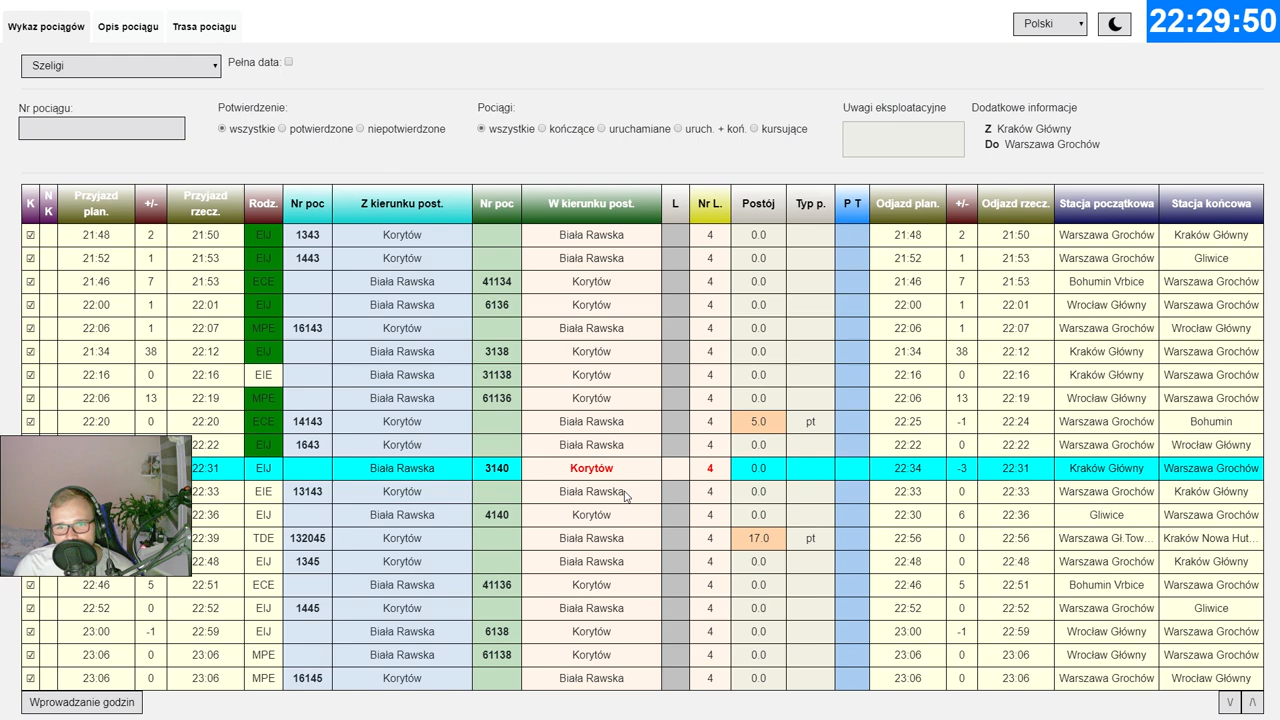 Wykaz pociągów Opis pociągu Trasa pociągu Polski 22:29:50
Szeligi Pełna data:
Nr pociągu: Potwierdzenie: Pociągi: Uwagi eksploatacyjne Dodatkowe informacje
wszystkie potwierdzone niepotwierdzone wszystkie kończące uruchamiane uruch. + koń. kursujące Z Kraków Główny
Do Warszawa Grochów
K N K Przyjazd plan. +/- Przyjazd rzecz. Rodz. Nr poc Z kierunku post. Nr poc W kierunku post. L Nr L. Postój Typ p. P T Odjazd plan. +/- Odjazd rzecz. Stacja początkowa Stacja końcowa
21:48 2 21:50 EIJ 1343 Korytów Biała Rawska 4 0.0 21:48 2 21:50 Warszawa Grochów Kraków Główny
21:52 1 21:53 EIJ 1443 Korytów Biała Rawska 4 0.0 21:52 1 21:53 Warszawa Grochów Gliwice
21:46 7 21:53 ECE Biała Rawska 41134 Korytów 4 0.0 21:46 7 21:53 Bohumin Vrbice Warszawa Grochów
22:00 1 22:01 EIJ Biała Rawska 6136 Korytów 4 0.0 22:00 1 22:01 Wrocław Główny Warszawa Grochów
22:06 1 22:07 MPE 16143 Korytów Biała Rawska 4 0.0 22:06 1 22:07 Warszawa Grochów Wrocław Główny
21:34 38 22:12 EIJ Biała Rawska 3138 Korytów 4 0.0 21:34 38 22:12 Kraków Główny Warszawa Grochów
22:16 0 22:16 EIE Biała Rawska 31138 Korytów 4 0.0 22:16 0 22:16 Kraków Główny Warszawa Grochów
22:06 13 22:19 MPE Biała Rawska 61136 Korytów 4 0.0 22:06 13 22:19 Wrocław Główny Warszawa Grochów
22:20 0 22:20 ECE 14143 Korytów Biała Rawska 4 5.0 pt 22:25 -1 22:24 Warszawa Grochów Bohumin
22:22 EIJ 1643 Korytów Biała Rawska 4 0.0 22:22 0 22:22 Warszawa Grochów Wrocław Główny
22:31 EIJ Biała Rawska 3140 Korytów 4 0.0 22:34 -3 22:31 Kraków Główny Warszawa Grochów
22:33 EIE 13143 Korytów Biała Rawska 4 0.0 22:33 0 22:33 Warszawa Grochów Kraków Główny
22:36 EIJ Biała Rawska 4140 Korytów 4 0.0 22:30 6 22:36 Gliwice Warszawa Grochów
22:39 TDE 132045 Korytów Biała Rawska 4 17.0 pt 22:56 0 22:56 Warszawa Gł.Tow... Kraków Nowa Hut...
22:48 EIJ 1345 Korytów Biała Rawska 4 0.0 22:48 0 22:48 Warszawa Grochów Kraków Główny
22:46 5 22:51 ECE Biała Rawska 41136 Korytów 4 0.0 22:46 5 22:51 Bohumin Vrbice Warszawa Grochów
22:52 0 22:52 EIJ 1445 Korytów Biała Rawska 4 0.0 22:52 0 22:52 Warszawa Grochów Gliwice
23:00 -1 22:59 EIJ Biała Rawska 6138 Korytów 4 0.0 23:00 -1 22:59 Wrocław Główny Warszawa Grochów
23:06 0 23:06 MPE Biała Rawska 61138 Korytów 4 0.0 23:06 0 23:06 Wrocław Główny Warszawa Grochów
23:06 0 23:06 MPE 16145 Korytów Biała Rawska 4 0.0 23:06 0 23:06 Warszawa Grochów Wrocław Główny
Wprowadzanie godzin \/ /\